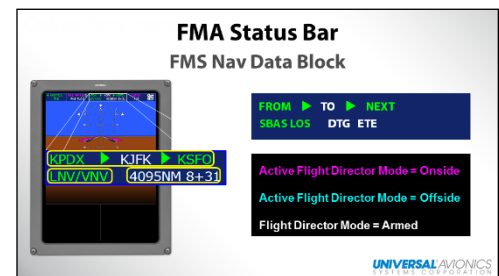 FMA Status Bar
FMS Nav Data Block
FROM ▶ TO ▶ NEXT
SBAS LOS DTG ETE
KPDX ▶ KJFK ▶ KSFO
LNV/VNV 4095NM 8+31
Active Flight Director Mode = Onside
Active Flight Director Mode = Offside
Flight Director Mode = Armed
UNIVERSAL AVIONICS
SYSTEMS CORPORATION